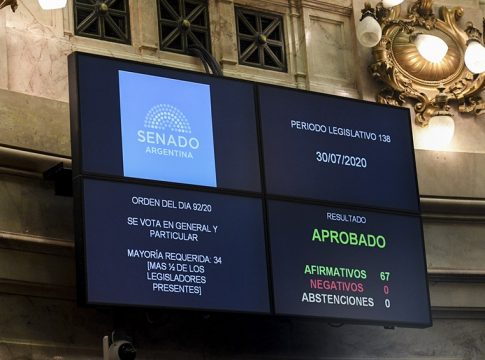 SENADO
ARGENTINA
PERIODO LEGISLATIVO 138
30/07/2020
ORDEN DEL DIA 92/20
SE VOTA EN GENERAL Y
PARTICULAR
MAYORÍA REQUERIDA: 34
[MAS ½ DE LOS
LEGISLADORES
PRESENTES]
RESULTADO
APROBADO
AFIRMATIVOS 67
NEGATIVOS 0
ABSTENCIONES 0